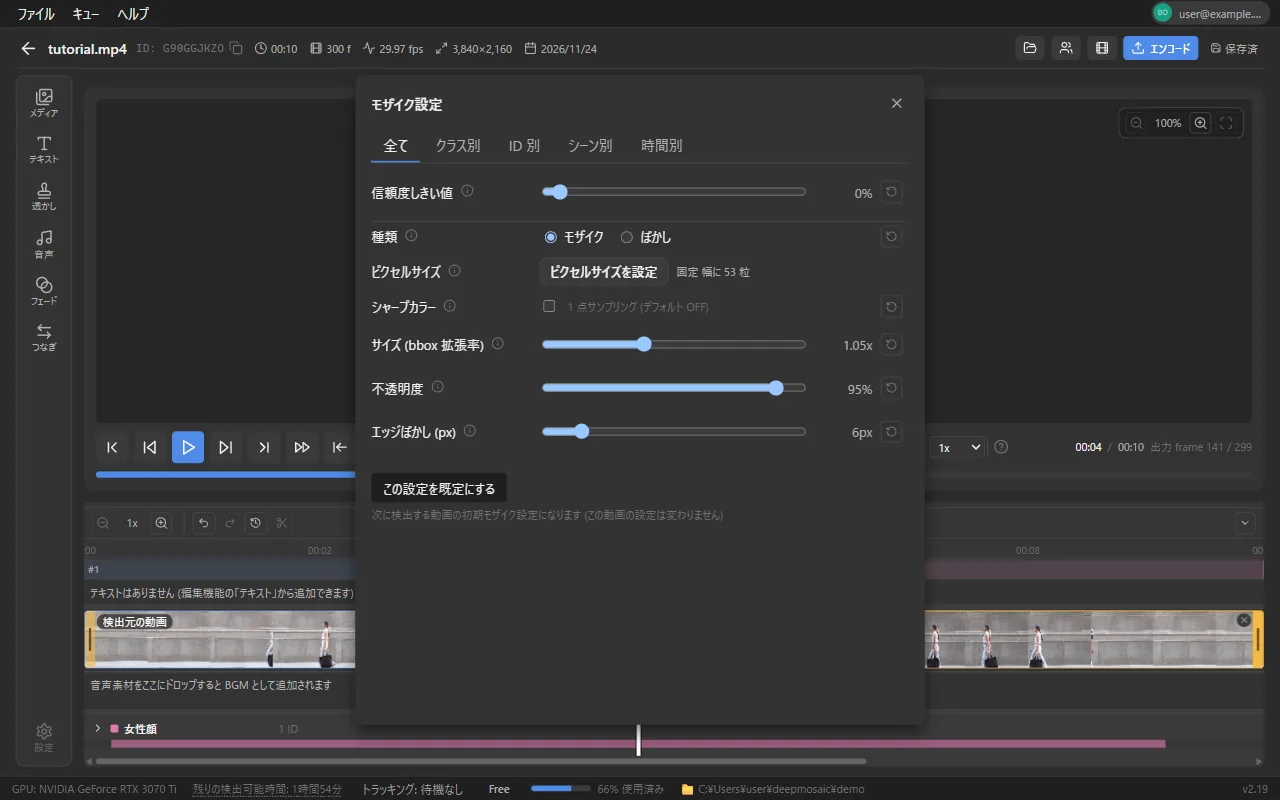 ファイル キュー ヘルプ
BO user@example....
tutorial.mp4 ID: G90GGJKZO 00:10 300 f 29.97 fps 3,840×2,160 2026/11/24 エンコード 保存済
メディア
テキスト
透かし
音声
フェード
つなぎ
設定
100%
モザイク設定
全て クラス別 ID 別 シーン別 時間別
信頼度しきい値 0%
種類 モザイク ぼかし
ピクセルサイズ ピクセルサイズを設定 固定 幅に 53 粒
シャープカラー 1 点サンプリング (デフォルト OFF)
サイズ (bbox 拡張率) 1.05x
不透明度 95%
エッジぼかし (px) 6px
この設定を既定にする
次に検出する動画の初期モザイク設定になります (この動画の設定は変わりません)
1x 00:04 / 00:10 出力 frame 141 / 299
1x
:00 00:02 00:08 00:
#1
テキストはありません (編集機能の「テキスト」から追加できます)
検出元の動画
音声素材をここにドロップすると BGM として追加されます
女性顔 1 ID
GPU: NVIDIA GeForce RTX 3070 Ti 残りの検出可能時間: 1時間54分 トラッキング: 待機なし Free 66% 使用済み C:¥Users¥user¥deepmosaic¥demo v2.19